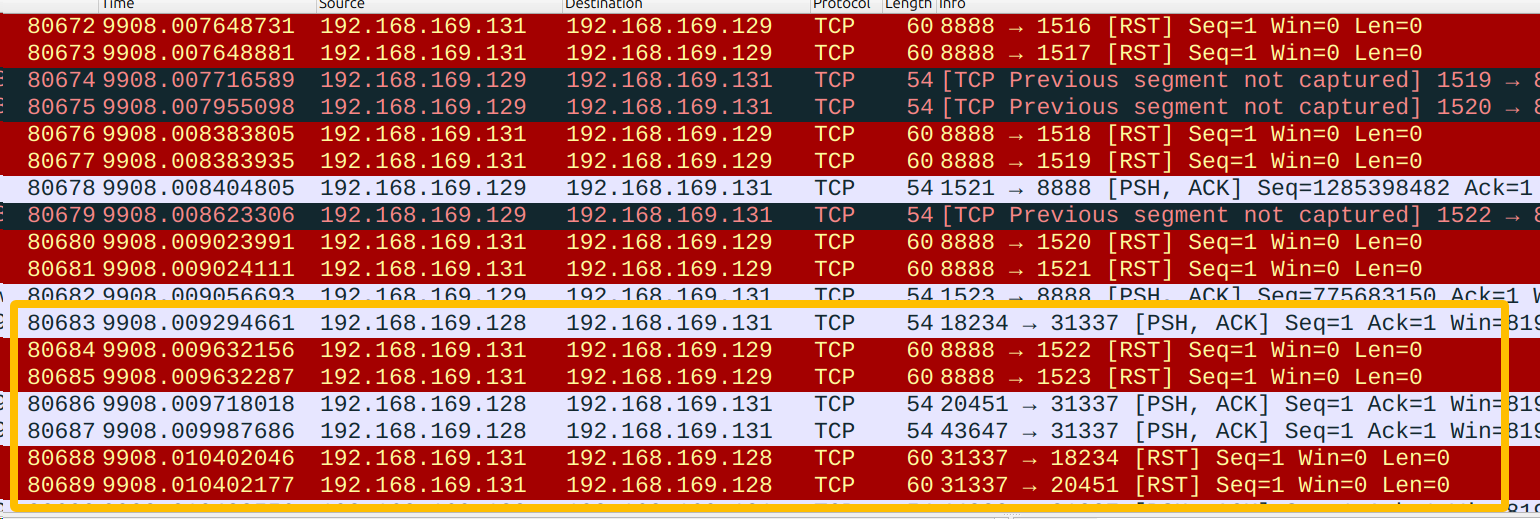 Time Source Destination Protocol Length Info
80672 9908.007648731 192.168.169.131 192.168.169.129 TCP 60 8888 → 1516 [RST] Seq=1 Win=0 Len=0
80673 9908.007648881 192.168.169.131 192.168.169.129 TCP 60 8888 → 1517 [RST] Seq=1 Win=0 Len=0
80674 9908.007716589 192.168.169.129 192.168.169.131 TCP 54 [TCP Previous segment not captured] 1519 → 8
80675 9908.007955098 192.168.169.129 192.168.169.131 TCP 54 [TCP Previous segment not captured] 1520 → 8
80676 9908.008383805 192.168.169.131 192.168.169.129 TCP 60 8888 → 1518 [RST] Seq=1 Win=0 Len=0
80677 9908.008383935 192.168.169.131 192.168.169.129 TCP 60 8888 → 1519 [RST] Seq=1 Win=0 Len=0
80678 9908.008404805 192.168.169.129 192.168.169.131 TCP 54 1521 → 8888 [PSH, ACK] Seq=1285398482 Ack=1
80679 9908.008623306 192.168.169.129 192.168.169.131 TCP 54 [TCP Previous segment not captured] 1522 → 8
80680 9908.009023991 192.168.169.131 192.168.169.129 TCP 60 8888 → 1520 [RST] Seq=1 Win=0 Len=0
80681 9908.009024111 192.168.169.131 192.168.169.129 TCP 60 8888 → 1521 [RST] Seq=1 Win=0 Len=0
80682 9908.009056693 192.168.169.129 192.168.169.131 TCP 54 1523 → 8888 [PSH, ACK] Seq=775683150 Ack=1 W
80683 9908.009294661 192.168.169.128 192.168.169.131 TCP 54 18234 → 31337 [PSH, ACK] Seq=1 Ack=1 Win=819
80684 9908.009632156 192.168.169.131 192.168.169.129 TCP 60 8888 → 1522 [RST] Seq=1 Win=0 Len=0
80685 9908.009632287 192.168.169.131 192.168.169.129 TCP 60 8888 → 1523 [RST] Seq=1 Win=0 Len=0
80686 9908.009718018 192.168.169.128 192.168.169.131 TCP 54 20451 → 31337 [PSH, ACK] Seq=1 Ack=1 Win=819
80687 9908.009987686 192.168.169.128 192.168.169.131 TCP 54 43647 → 31337 [PSH, ACK] Seq=1 Ack=1 Win=819
80688 9908.010402046 192.168.169.131 192.168.169.128 TCP 60 31337 → 18234 [RST] Seq=1 Win=0 Len=0
80689 9908.010402177 192.168.169.131 192.168.169.128 TCP 60 31337 → 20451 [RST] Seq=1 Win=0 Len=0